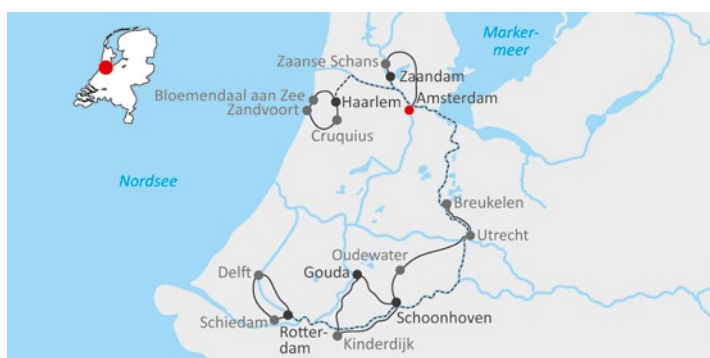 Marker-
meer
Zaanse Schans
Zaandam
Bloemendaal aan Zee
Haarlem
Amsterdam
Zandvoort
Cruquius
Nordsee
Breukelen
Utrecht
Oudewater
Delft
Gouda
Schiedam
Rotter-
dam
Schoonhoven
Kinderdijk